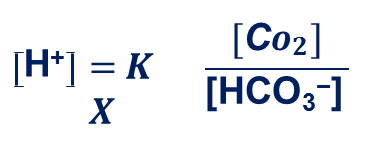 [H⁺] = K [Co₂]
X [HCO₃⁻]